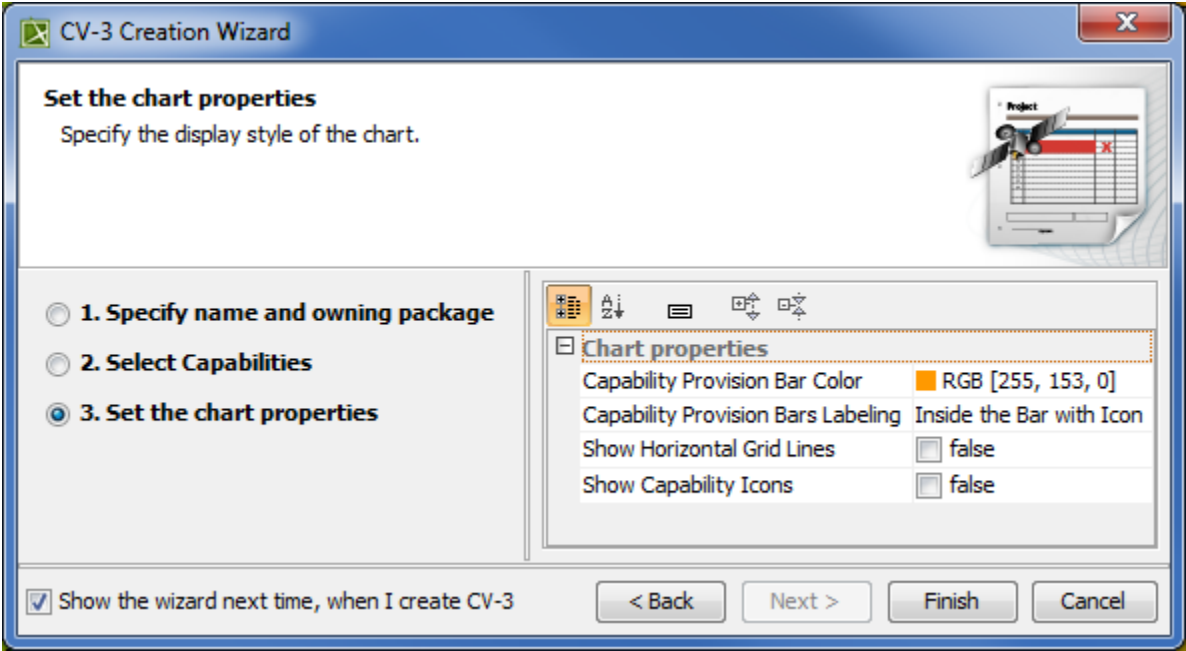 CV-3 Creation Wizard
Set the chart properties
Specify the display style of the chart.
Project
1. Specify name and owning package
2. Select Capabilities
3. Set the chart properties
Chart properties
Capability Provision Bar Color RGB [255, 153, 0]
Capability Provision Bars Labeling Inside the Bar with Icon
Show Horizontal Grid Lines false
Show Capability Icons false
Show the wizard next time, when I create CV-3
< Back Next > Finish Cancel